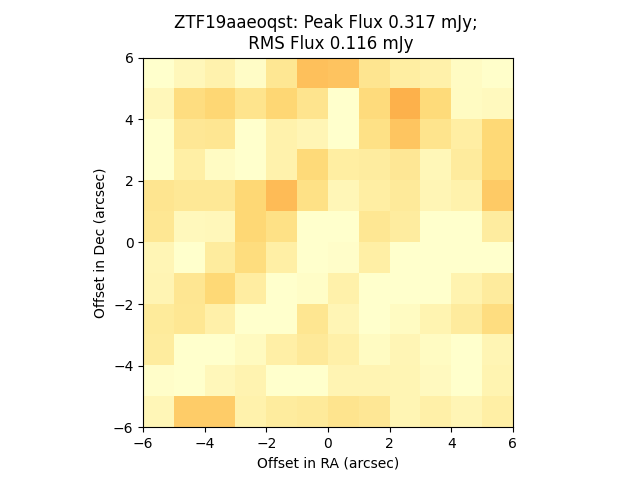 ZTF19aaeoqst: Peak Flux 0.317 mJy;
RMS Flux 0.116 mJy
6
4
2
0
−2
−4
−6
Offset in Dec (arcsec)
−6 −4 −2 0 2 4 6
Offset in RA (arcsec)